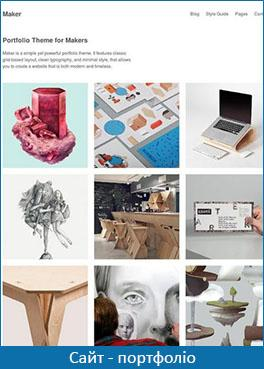 Maker
Blog Style Guide Pages
Portfolio Theme for Makers
Maker is a simple yet powerful portfolio theme. It features classic
grid-based layout, clean typography, and minimal style, that allows
you to create a website that is both modern and timeless.
Сайт - портфоліо